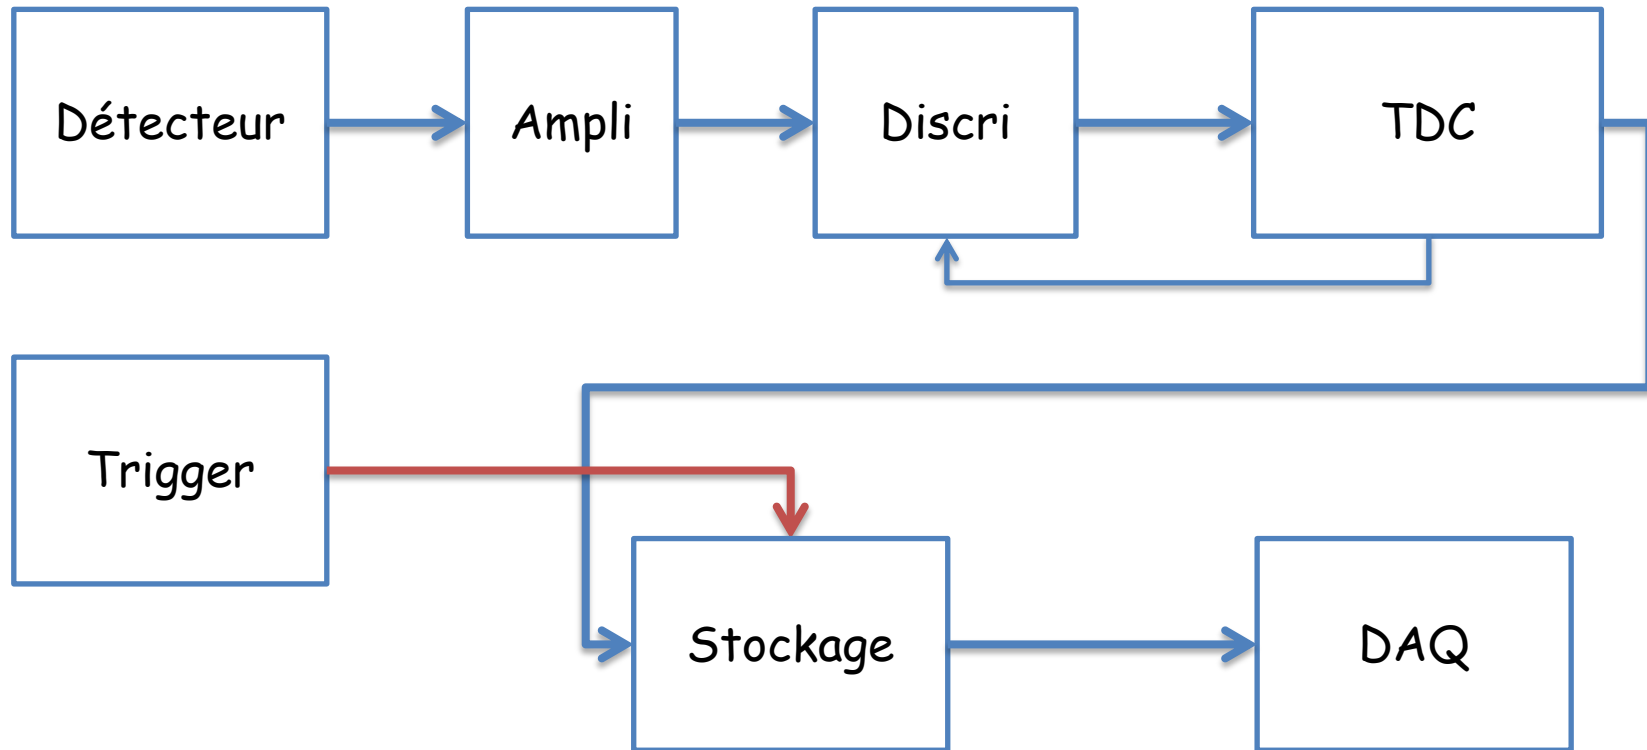 Détecteur
Ampli
Discri
TDC
Trigger
Stockage
DAQ